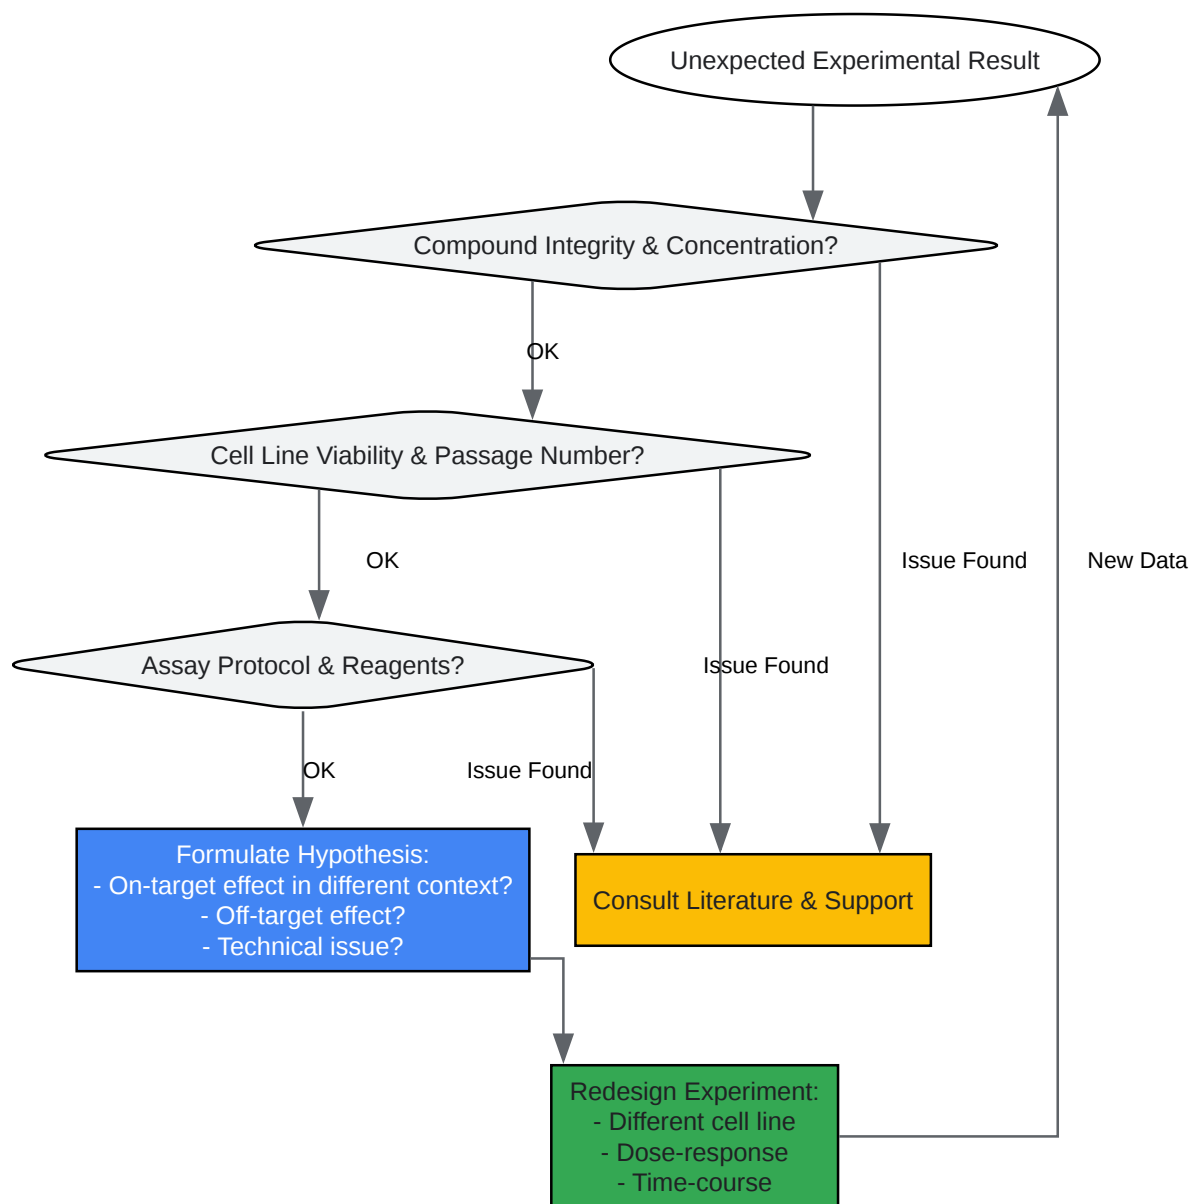 Unexpected Experimental Result
Compound Integrity & Concentration?
OK
Cell Line Viability & Passage Number?
OK
Issue Found
New Data
Assay Protocol & Reagents?
Issue Found
OK
Issue Found
Formulate Hypothesis:
- On-target effect in different context?
- Off-target effect?
- Technical issue?
Consult Literature & Support
Redesign Experiment:
- Different cell line
- Dose-response
- Time-course